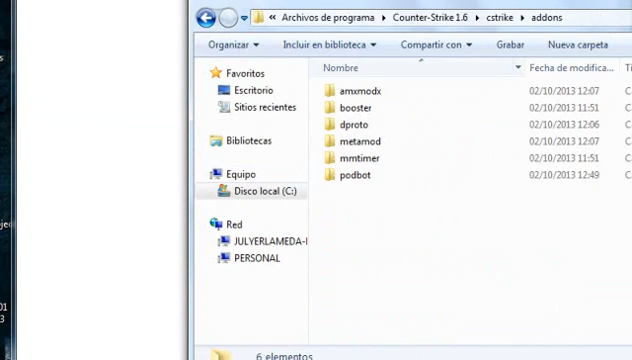 « Archivos de programa ▸ Counter-Strike 1.6 ▸ cstrike ▸ addons
Organizar Incluir en biblioteca Compartir con Grabar Nueva carpeta
Nombre Fecha de modifica...
Favoritos
Escritorio
Sitios recientes
Bibliotecas
Equipo
Disco local (C:)
Red
JULYERLAMEDA-
PERSONAL
amxmodx 02/10/2013 12:07
booster 02/10/2013 11:51
dproto 02/10/2013 12:06
metamod 02/10/2013 12:07
mmtimer 02/10/2013 11:51
podbot 02/10/2013 12:49
6 elementos